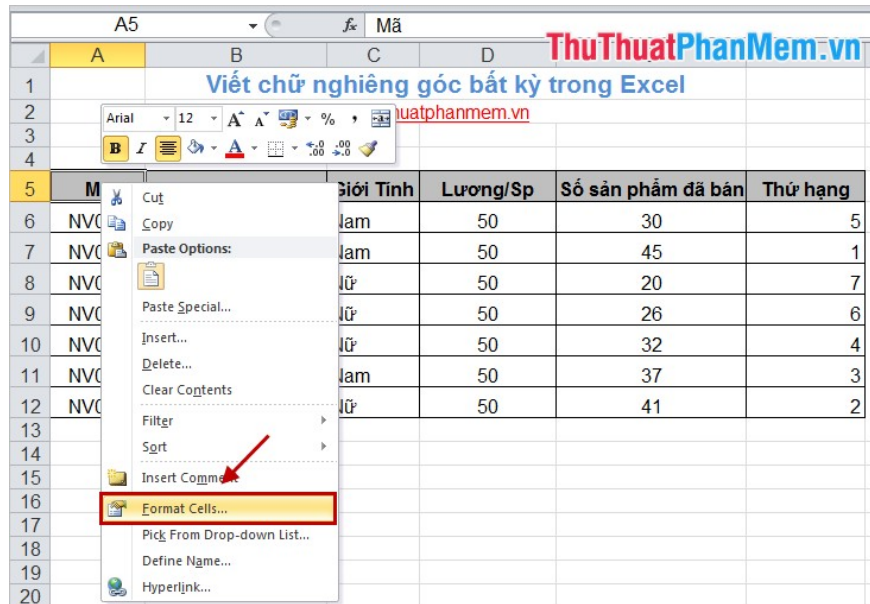 A5 fx Mã
ThuThuatPhanMem.vn
A B C D
1 Viết chữ nghiêng góc bất kỳ trong Excel
2 huatphanmem.vn
Arial 12 A A % ,
3
B I A .00 .00
4
5 M Giới Tính Lương/Sp Số sản phẩm đã bán Thứ hạng
Cut
6 NV0 Nam 50 30 5
Copy
7 NV0 Nam 50 45 1
Paste Options:
8 NV0 Nữ 50 20 7
Paste Special...
9 NV0 Nữ 50 26 6
Insert...
10 NV0 Nữ 50 32 4
Delete...
11 NV0 Nam 50 37 3
Clear Contents
12 NV0 Nữ 50 41 2
Filter
13
Sort
14
15 Insert Comme
16
Format Cells...
17
Pick From Drop-down List...
18
Define Name...
19
Hyperlink...
20